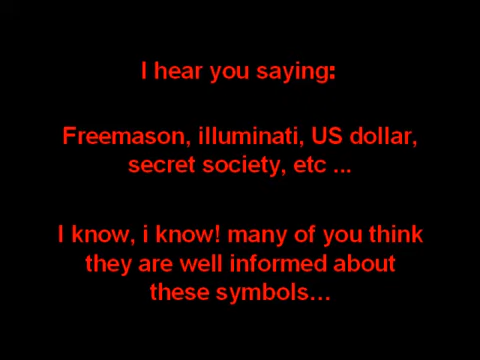 I hear you saying:
Freemason, illuminati, US dollar,
secret society, etc ...
I know, i know! many of you think
they are well informed about
these symbols...